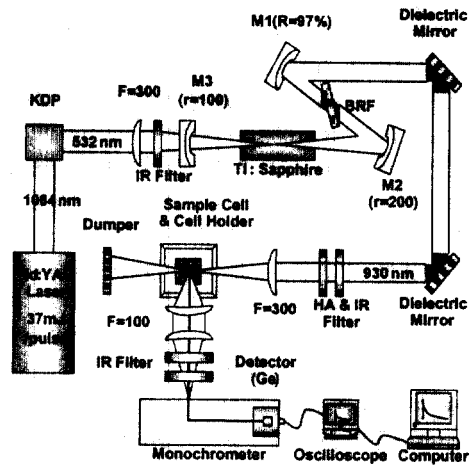 M1(R=97%)
Dielectric
Mirror
M3
(r=100)
F=300
KDP
BRF
532 nm
IR Filter
TI : Sapphire
M2
(r=200)
1064 nm
Sample Cell
& Cell Holder
Dumper
930 nm
Laser
37m
F=300
HA & IR
Filter
Dielectric
Mirror
F=100
IR Filter
Detector
(Ge)
Monochrometer
Oscilloscope
Computer